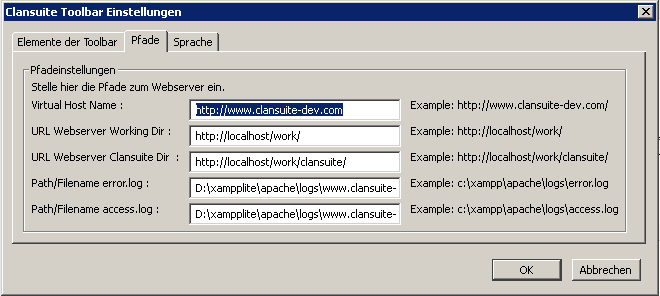 Clansuite Toolbar Einstellungen
Elemente der Toolbar Pfade Sprache
Pfadeinstellungen
Stelle hier die Pfade zum Webserver ein.
Virtual Host Name : http://www.clansuite-dev.com Example: http://www.clansuite-dev.com/
URL Webserver Working Dir : http://localhost/work/ Example: http://localhost/work/
URL Webserver Clansuite Dir : http://localhost/work/clansuite/ Example: http://localhost/work/clansuite/
Path/Filename error.log : D:\xampplite\apache\logs\www.clansuite- Example: c:\xampp\apache\logs\error.log
Path/Filename access.log : D:\xampplite\apache\logs\www.clansuite- Example: c:\xampp\apache\logs\access.log
OK Abbrechen